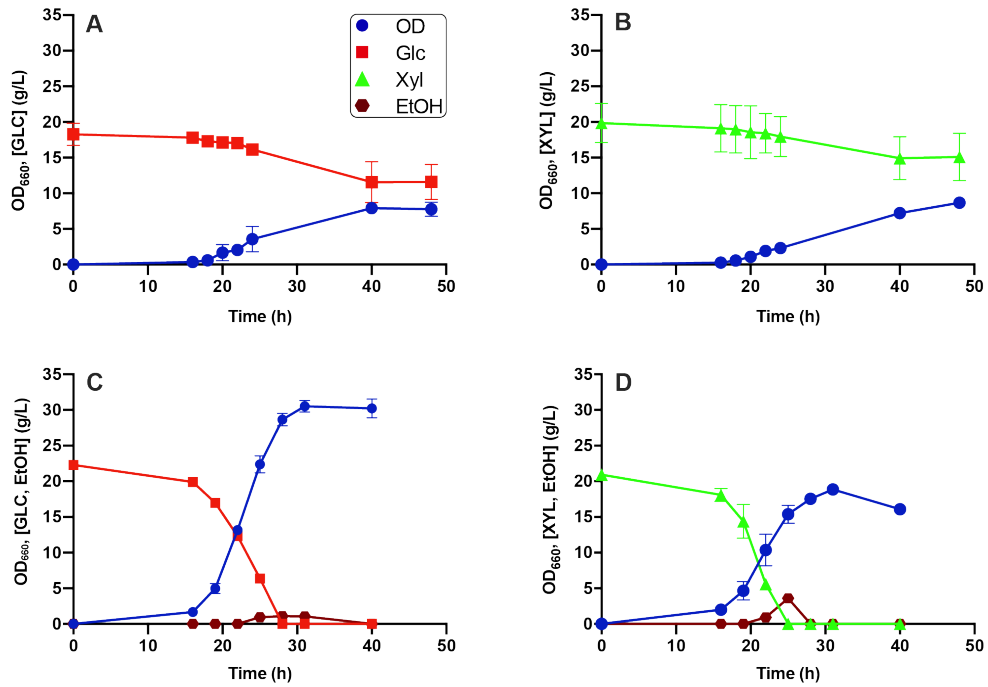 A
OD
Glc
Xyl
EtOH
OD660, [GLC] (g/L)
35
30
25
20
15
10
5
0
0 10 20 30 40 50
Time (h)
B
OD660, [XYL] (g/L)
35
30
25
20
15
10
5
0
0 10 20 30 40 50
Time (h)
C
OD660, [GLC, EtOH] (g/L)
35
30
25
20
15
10
5
0
0 10 20 30 40 50
Time (h)
D
OD660, [XYL, EtOH] (g/L)
35
30
25
20
15
10
5
0
0 10 20 30 40 50
Time (h)